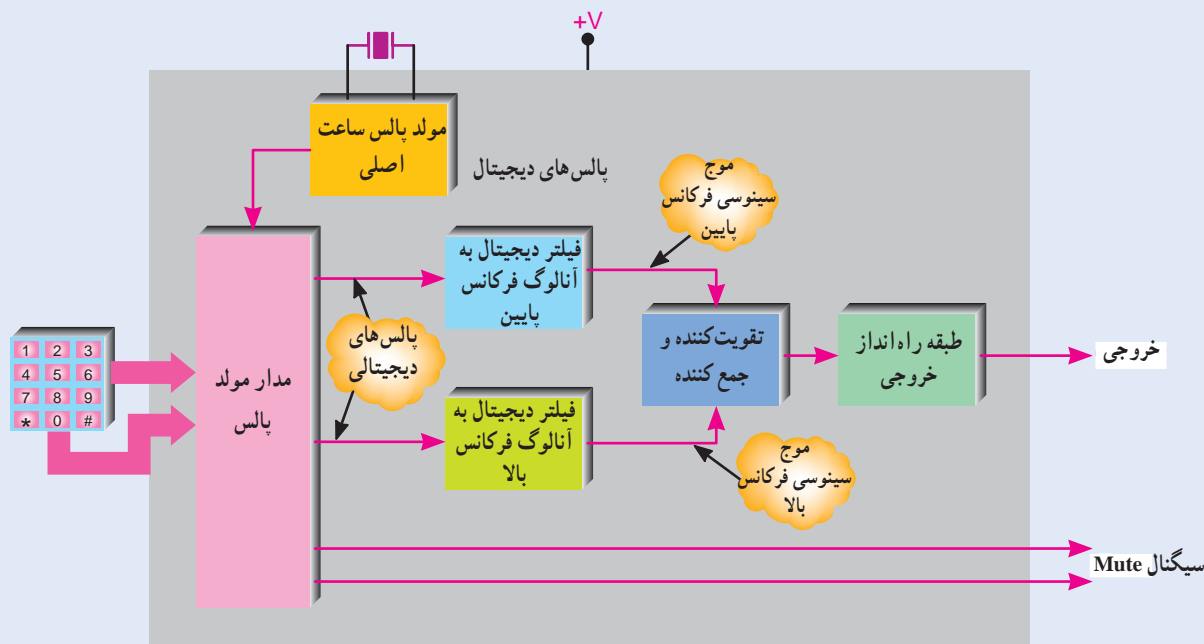 +V
مولد پالس ساعت
اصلی
پالس‌های دیجیتال
موج
سینوسی فرکانس
پایین
فیلتر دیجیتال به
آنالوگ فرکانس
پایین
پالس‌های
دیجیتالی
1 2 3
4 5 6
7 8 9
* 0 #
مدار مولد
پالس
تقویت‌کننده و
جمع کننده
طبقه راه‌انداز
خروجی
خروجی
فیلتر دیجیتال به
آنالوگ فرکانس
بالا
موج
سینوسی فرکانس
بالا
سیگنال Mute